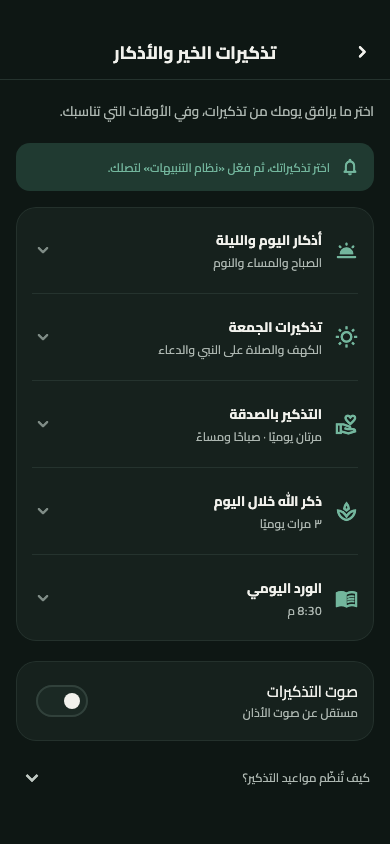 تذكيرات الخير والأذكار
اختر ما يرافق يومك من تذكيرات، وفي الأوقات التي تناسبك.
اختر تذكيراتك، ثم فعّل «نظام التنبيهات» لتصلك.
أذكار اليوم والليلة
الصباح والمساء والنوم
تذكيرات الجمعة
الكهف والصلاة على النبي والدعاء
التذكير بالصدقة
مرتان يوميًا · صباحًا ومساءً
ذكر الله خلال اليوم
٣ مرات يوميًا
الورد اليومي
8:30 م
صوت التذكيرات
مستقل عن صوت الأذان
كيف تُنظَّم مواعيد التذكير؟